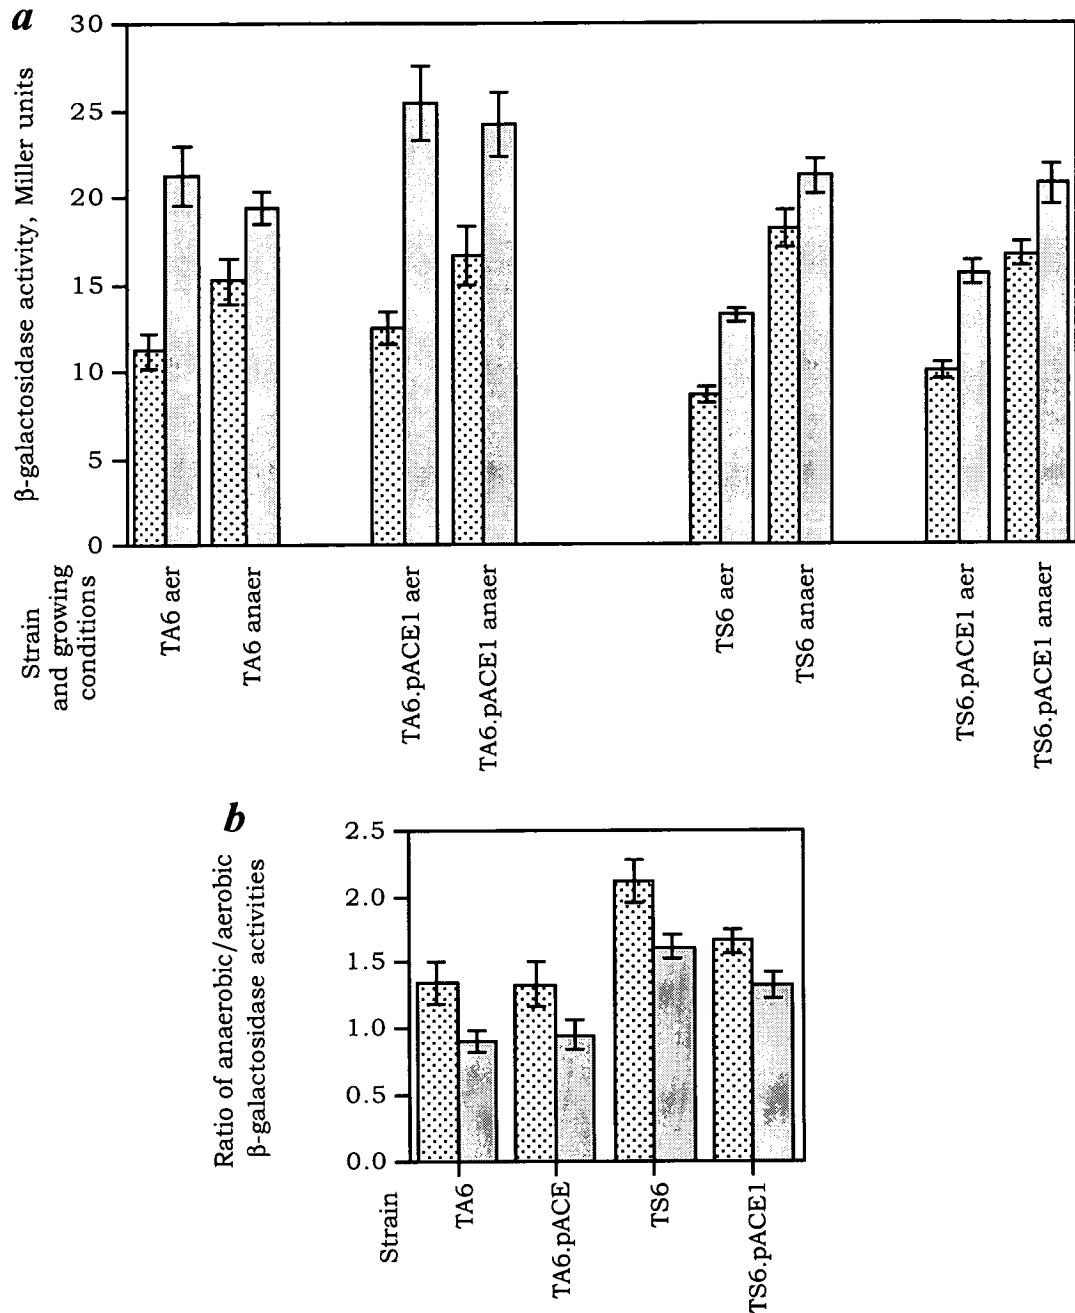 a
β-galactosidase activity, Miller units
30
25
20
15
10
5
0
Strain
and growing
conditions
TA6 aer
TA6 anaer
TA6.pACE1 aer
TA6.pACE1 anaer
TS6 aer
TS6 anaer
TS6.pACE1 aer
TS6.pACE1 anaer
b
Ratio of anaerobic/aerobic
β-galactosidase activities
2.5
2.0
1.5
1.0
0.5
0.0
Strain
TA6
TA6.pACE
TS6
TS6.pACE1